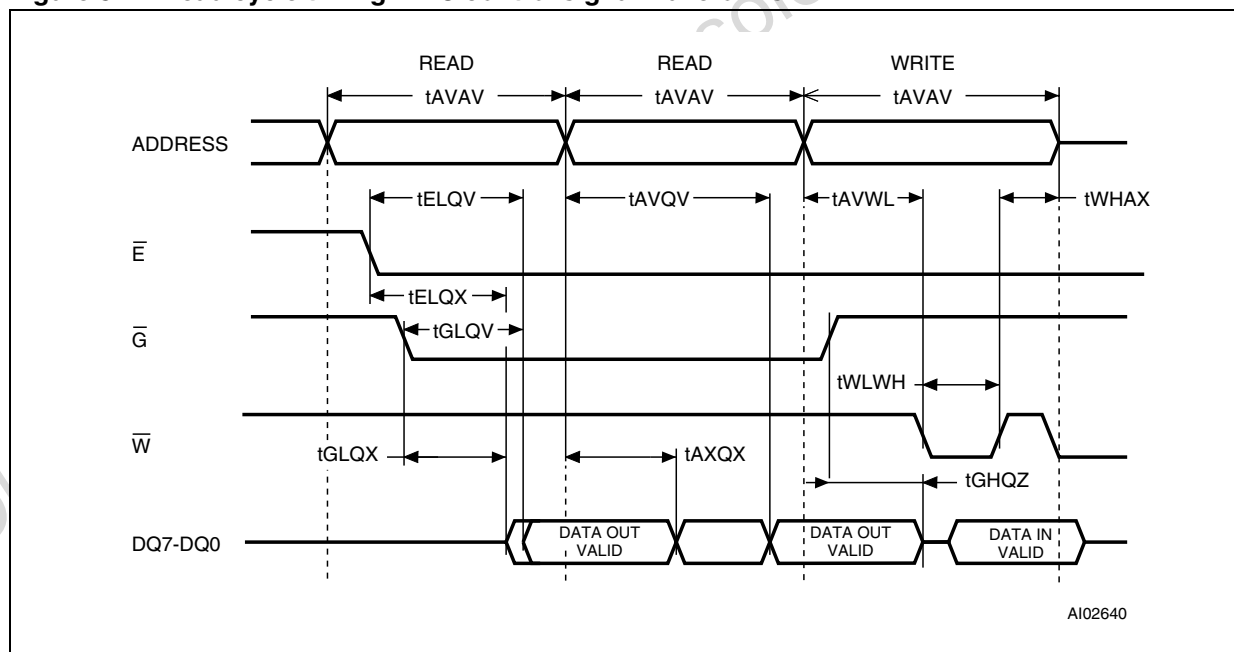 READ READ WRITE
tAVAV tAVAV tAVAV
ADDRESS
tELQV tAVQV tAVWL tWHAX
E
tELQX
G
tGLQV
tWLWH
W
tGLQX tAXQX
tGHQZ
DQ7-DQ0 DATA OUT VALID DATA OUT VALID DATA IN VALID
AI02640